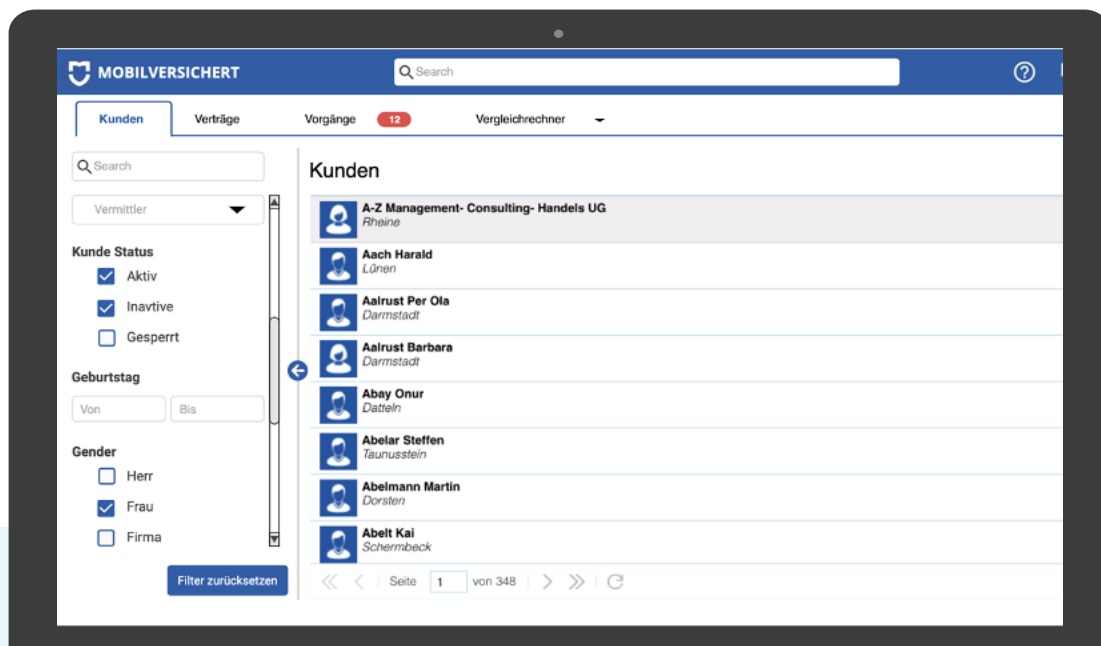 MOBILVERSICHERT
Search
Kunden Verträge Vorgänge 12 Vergleichrechner
Search
Vermittler
Kunde Status
Aktiv
Inavtive
Gesperrt
Geburtstag
Von Bis
Gender
Herr
Frau
Firma
Filter zurücksetzen
Kunden
A-Z Management- Consulting- Handels UG
Rheine
Aach Harald
Lünen
Aalrust Per Ola
Darmstadt
Aalrust Barbara
Darmstadt
Abay Onur
Datteln
Abelar Steffen
Taunusstein
Abelmann Martin
Dorsten
Abelt Kai
Schermbeck
Seite 1 von 348